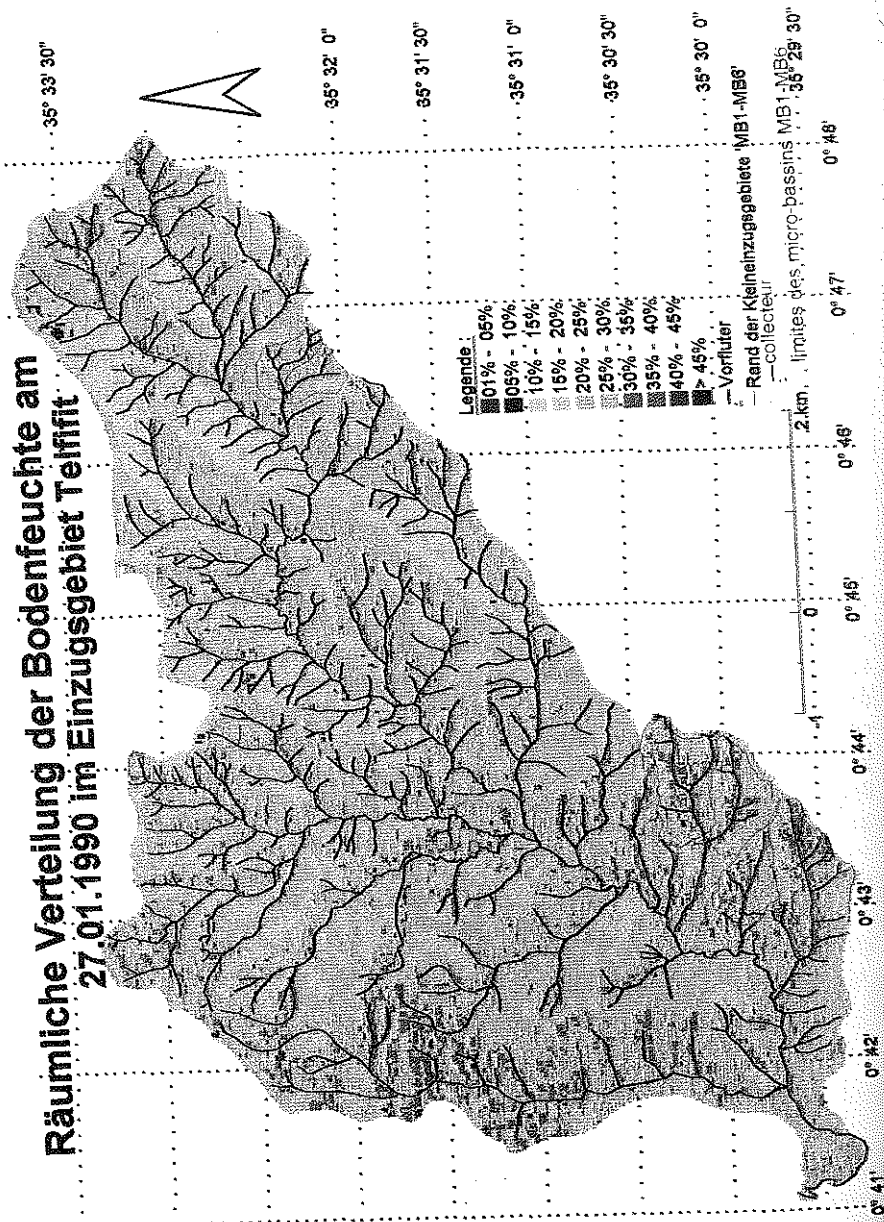 Räumliche Verteilung der Bodenfeuchte am
27.01.1990 im Einzugsgebiet Telfifit
35° 33' 30"
35° 32' 0"
35° 31' 30"
35° 31' 0"
35° 30' 30"
35° 30' 0"
35° 29' 30"
Legende :
01% - 05%
05% - 10%
10% - 15%
15% - 20%
20% - 25%
25% - 30%
30% - 35%
35% - 40%
40% - 45%
> 45%
Vorfluter
Rand der Kleineinzugsgebiete 'MB1-MB6'
collecteur
limites des micro-bassins MB1-MB6
-1 0 2 km
0° 41' 0° 42' 0° 43' 0° 44' 0° 45' 0° 46' 0° 47' 0° 48'